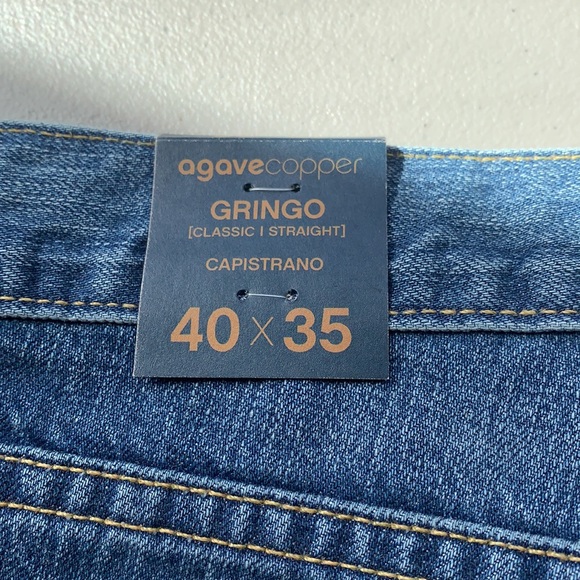 agavecopper
GRINGO
[CLASSIC | STRAIGHT]
CAPISTRANO
40 x 35